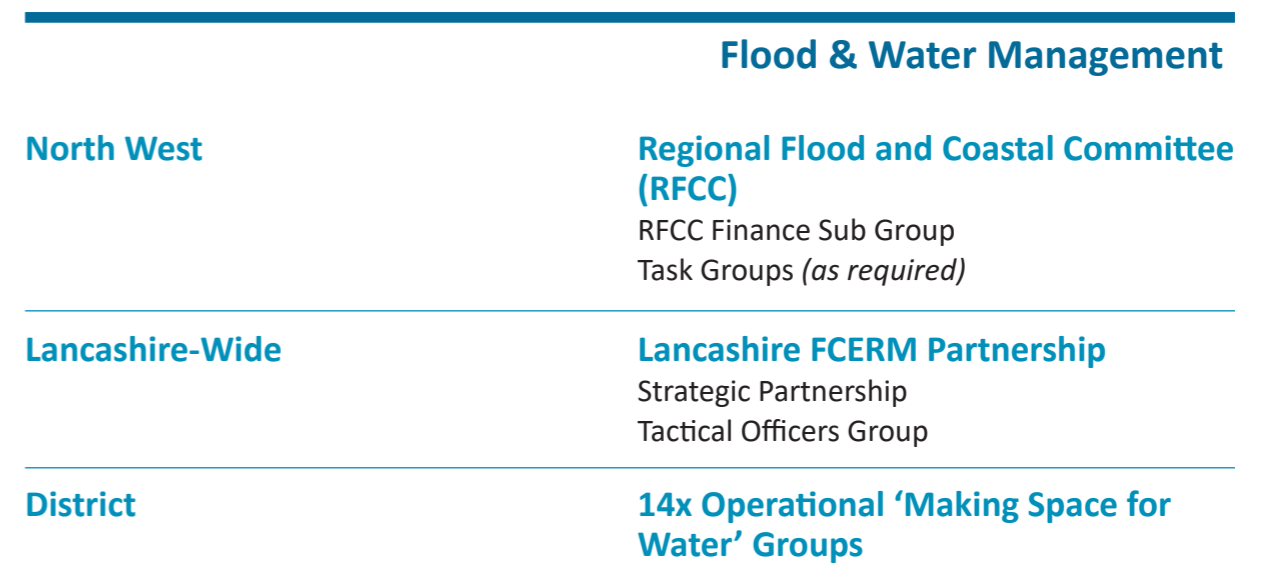 Flood & Water Management
North West
Regional Flood and Coastal Committee
(RFCC)
RFCC Finance Sub Group
Task Groups (as required)
Lancashire-Wide
Lancashire FCERM Partnership
Strategic Partnership
Tactical Officers Group
District
14x Operational ‘Making Space for
Water’ Groups